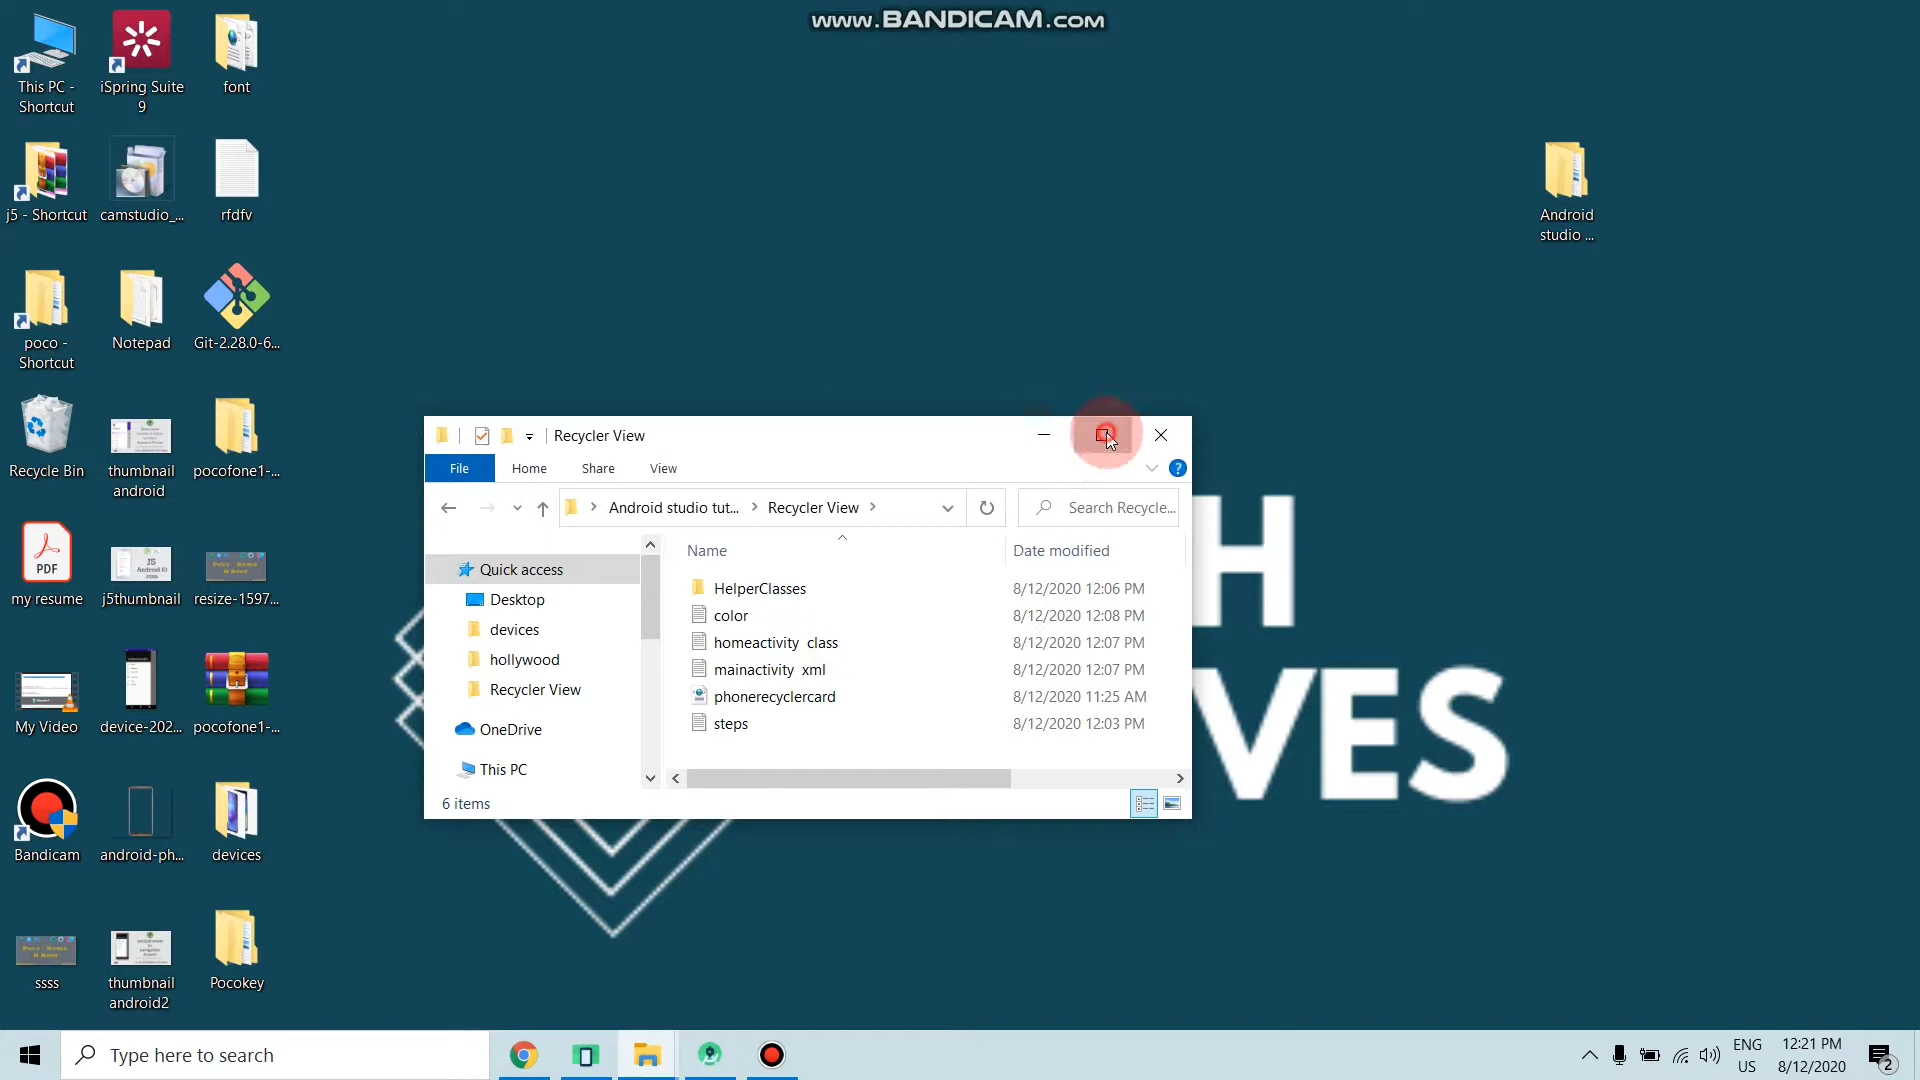 www.BANDICAM.com
This PC -
Shortcut
iSpring Suite
9
font
j5 - Shortcut
camstudio_...
rfdfv
Android
studio ...
poco -
Shortcut
Notepad
Git-2.28.0-6...
Recycle Bin
thumbnail
android
pocofone1-...
PDF
my resume
j5thumbnail
resize-1597...
My Video
device-202...
pocofone1-...
Bandicam
android-ph...
devices
ssss
thumbnail
android2
Pocokey
H
VES
Recycler View
File Home Share View
Android studio tut... Recycler View
Search Recycle...
Name Date modified
Quick access
Desktop
devices
hollywood
Recycler View
OneDrive
This PC
HelperClasses 8/12/2020 12:06 PM
color 8/12/2020 12:08 PM
homeactivity class 8/12/2020 12:07 PM
mainactivity xml 8/12/2020 12:07 PM
phonerecyclercard 8/12/2020 11:25 AM
steps 8/12/2020 12:03 PM
6 items
Type here to search
ENG
US
12:21 PM
8/12/2020
2